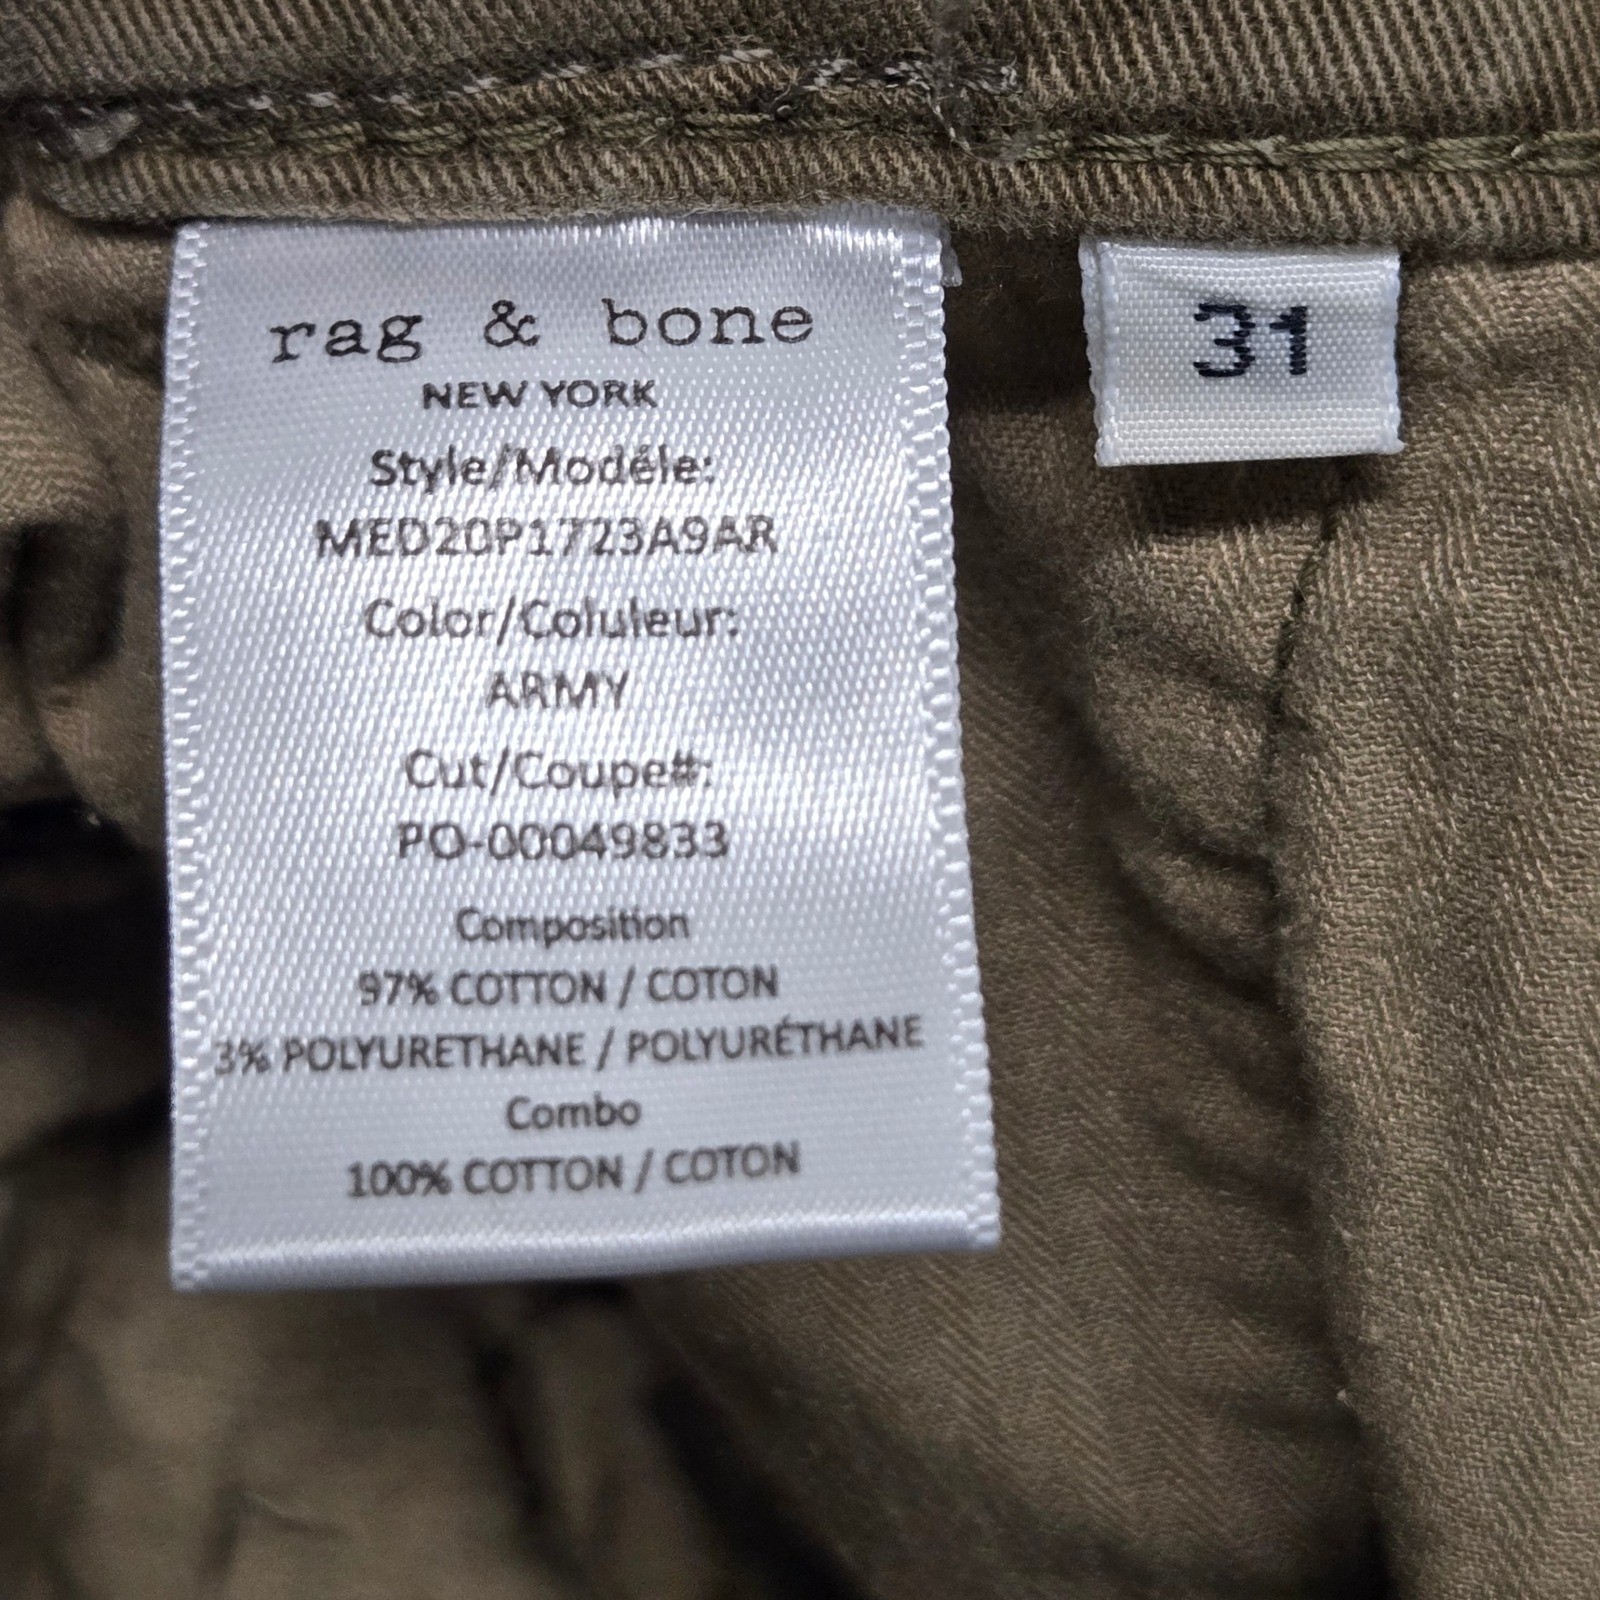 rag & bone
NEW YORK
Style/Modéle:
MED20P1723A9AR
Color/Coluleur:
ARMY
Cut/Coupe#:
PO-00049833
Composition
97% COTTON / COTON
3% POLYURETHANE / POLYURÉTHANE
Combo
100% COTTON / COTON
31